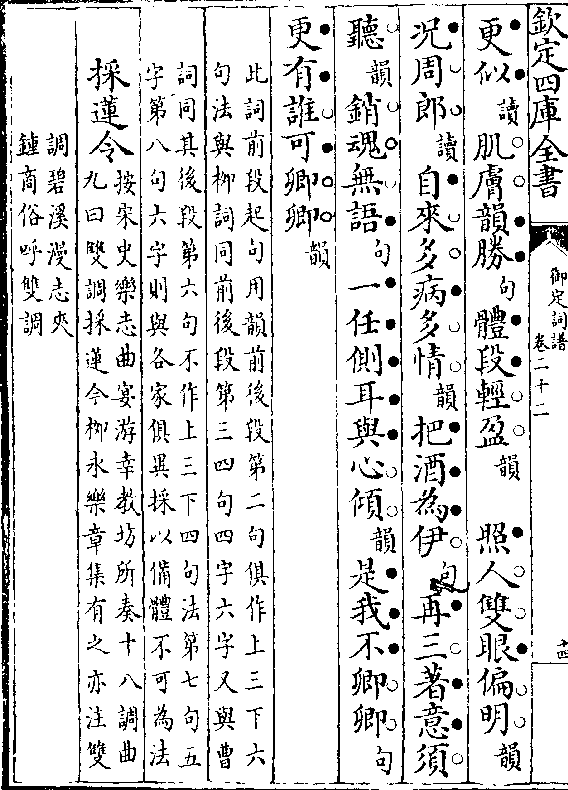 欽定四庫全書
御定詞譜
卷二十二
十四
更似讀肌膚韻勝句體段輕盈韻　照人雙眼偏明韻
況周郎讀自來多病多情韻把酒為伊句再三著意須
聽韻銷魂無語句一任側耳與心傾韻是我不卿卿句
更有誰可卿卿韻
此詞前段起句用韻前後段第二句俱作上三下六
句法與柳詞同前後段第三四句四字六字又與曹
詞同其後段第六句不作上三下四句法第七句五
字第八句六字則與各家俱異採以備體不可為法
採蓮令
按宋史樂志曲宴游幸教坊所奏十八調曲
九曰雙調採蓮令柳永樂章集有之亦注雙
調碧溪漫志夾
鍾商俗呼雙調